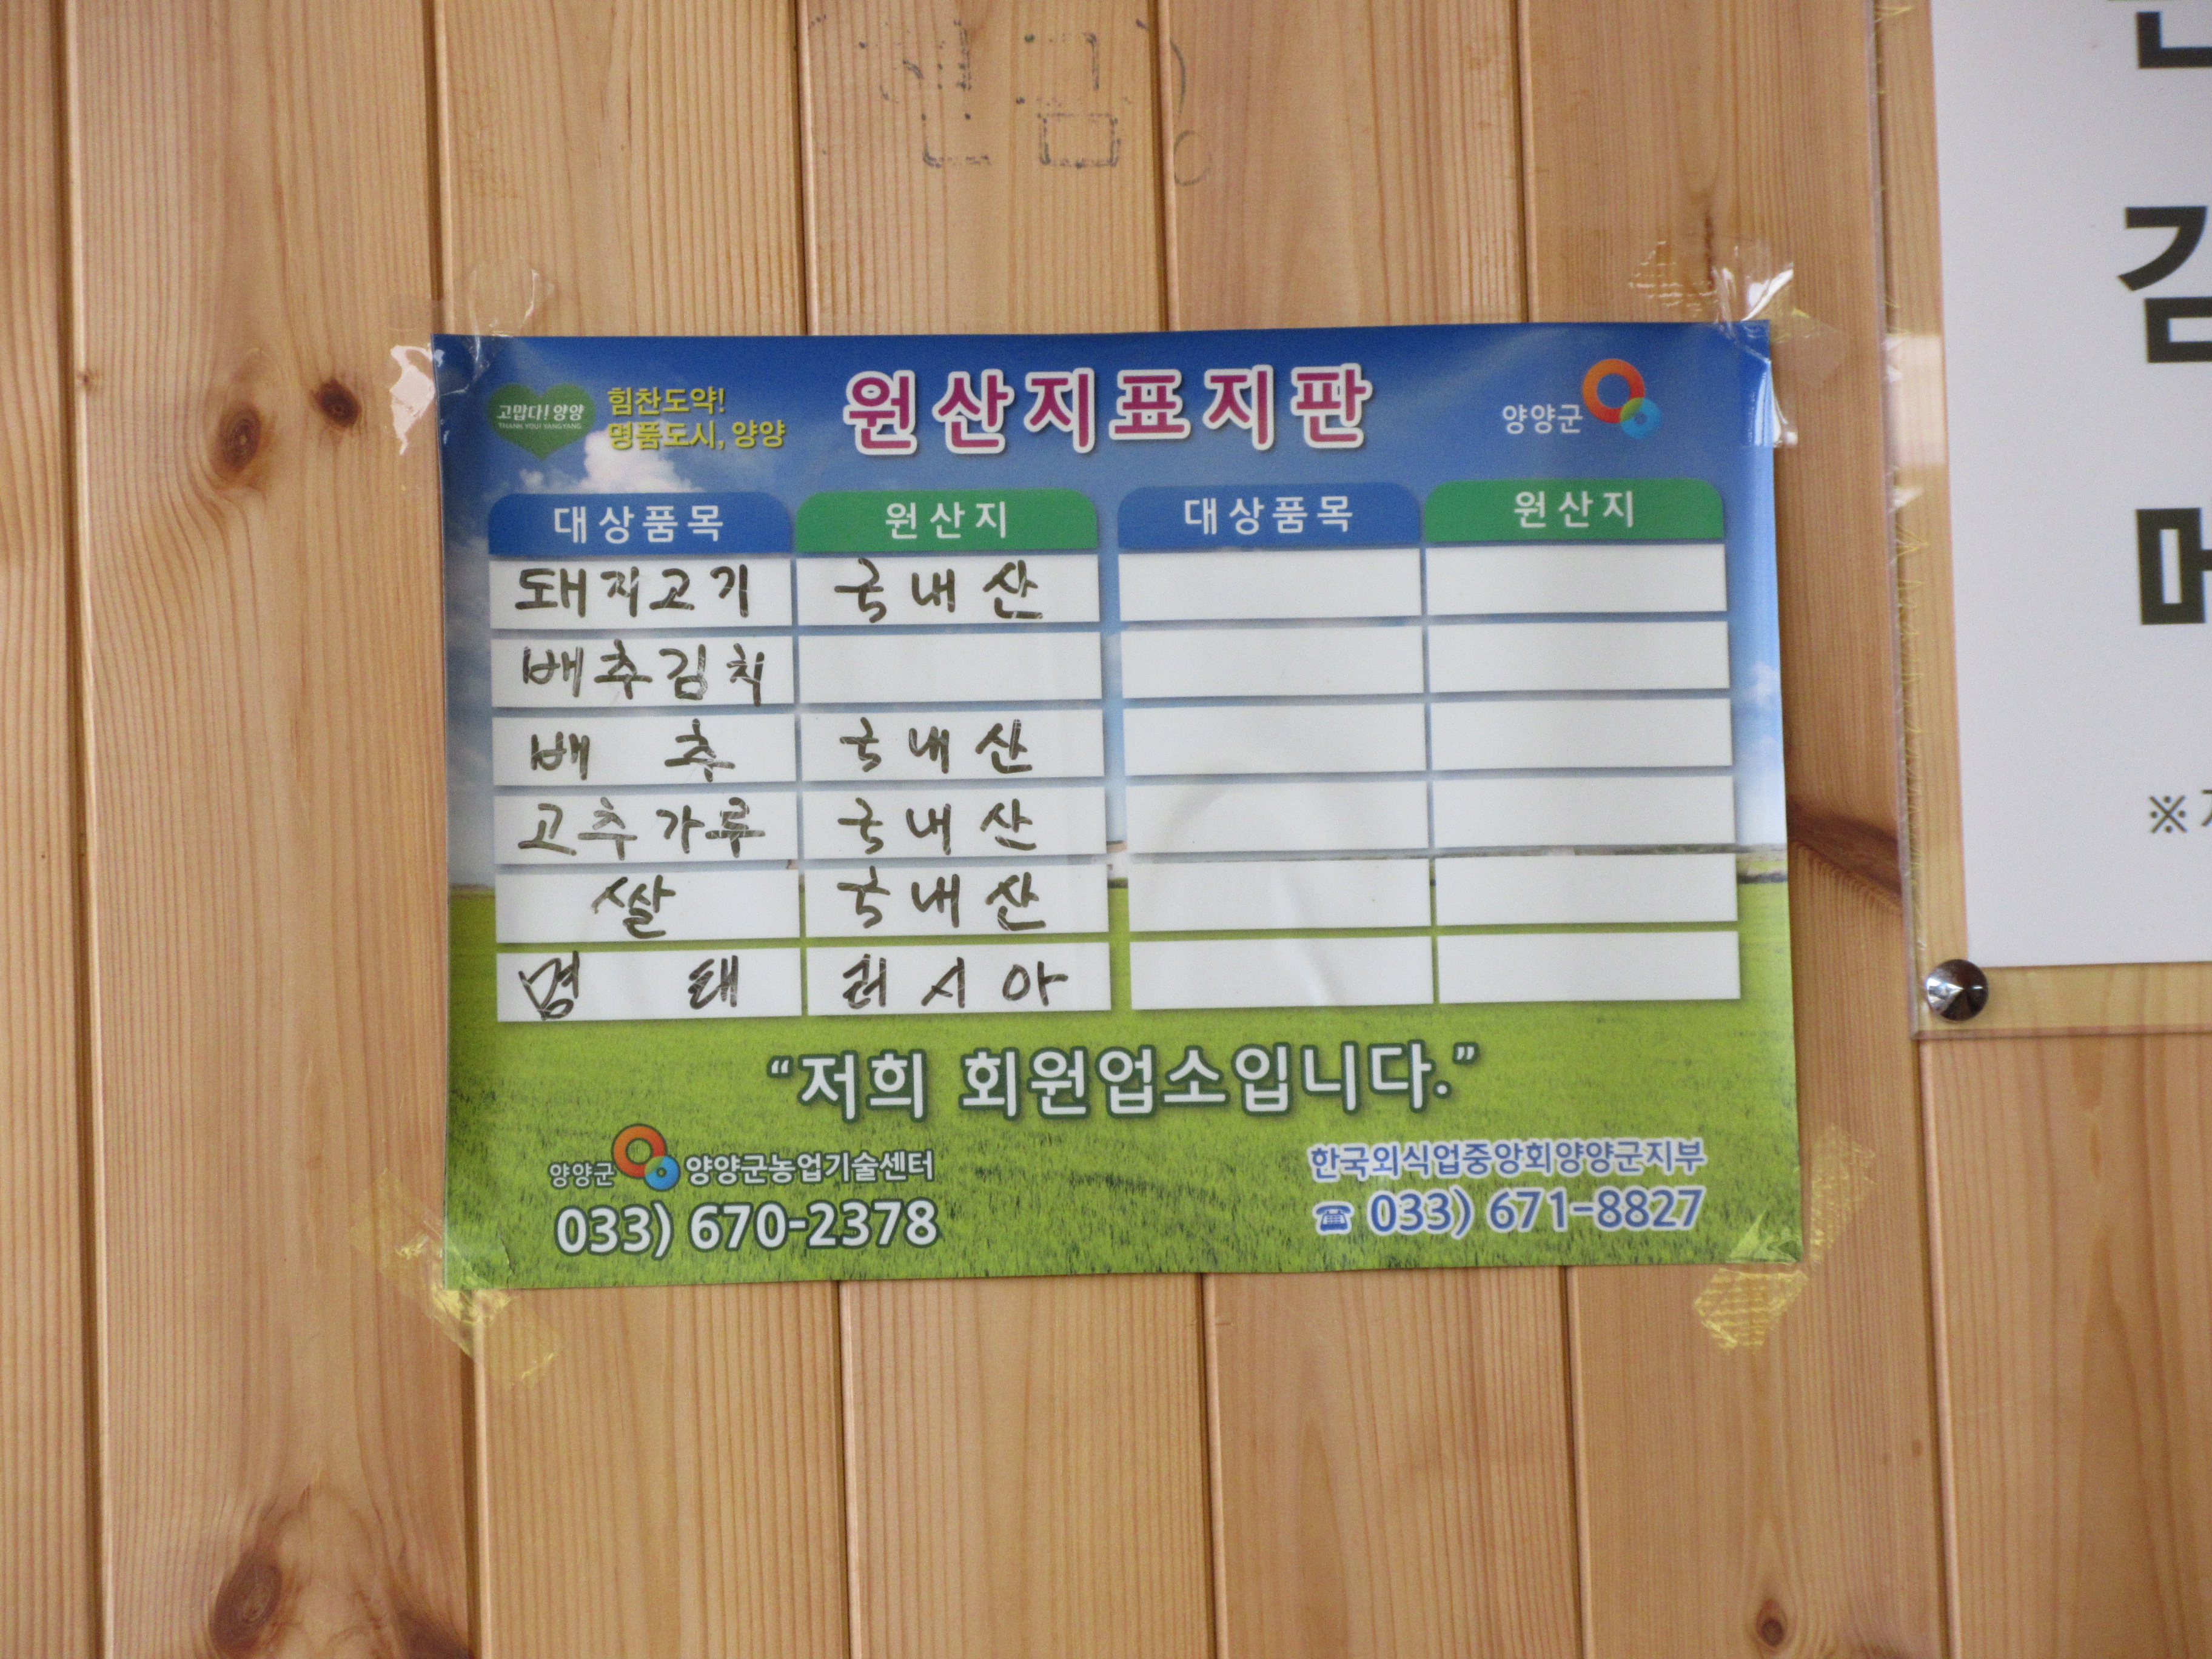 고맙다! 양양
THANK YOU! YANGYANG
힘찬도약!
명품도시, 양양
원산지표지판
양양군
대상품목 원산지 대상품목 원산지
돼지고기 국내산
배추김치
배 추 국내산
고추가루 국내산
쌀 국내산
명 태 러시아
“저희 회원업소입니다.”
양양군 양양군농업기술센터
033) 670-2378
한국외식업중앙회양양군지부
☎ 033) 671-8827
김
※